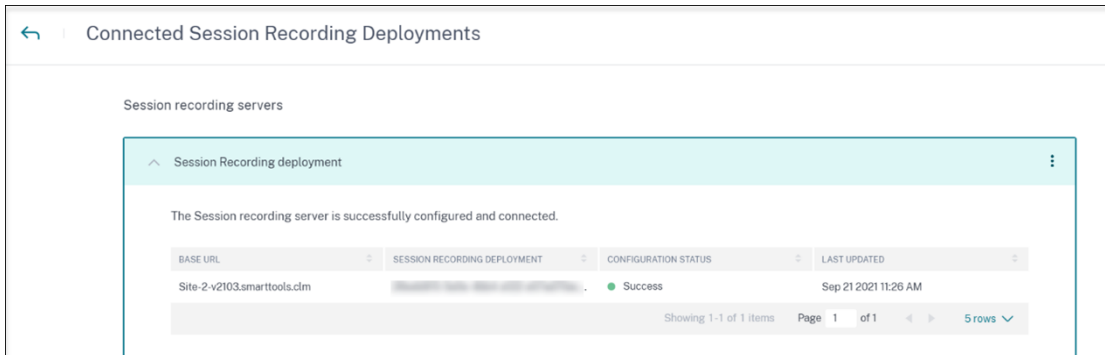 Connected Session Recording Deployments
Session recording servers
Session Recording deployment
The Session recording server is successfully configured and connected.
BASE URL SESSION RECORDING DEPLOYMENT CONFIGURATION STATUS LAST UPDATED
Site-2-v2103.smarttools.clm . Success Sep 21 2021 11:26 AM
Showing 1-1 of 1 items Page 1 of 1 5 rows